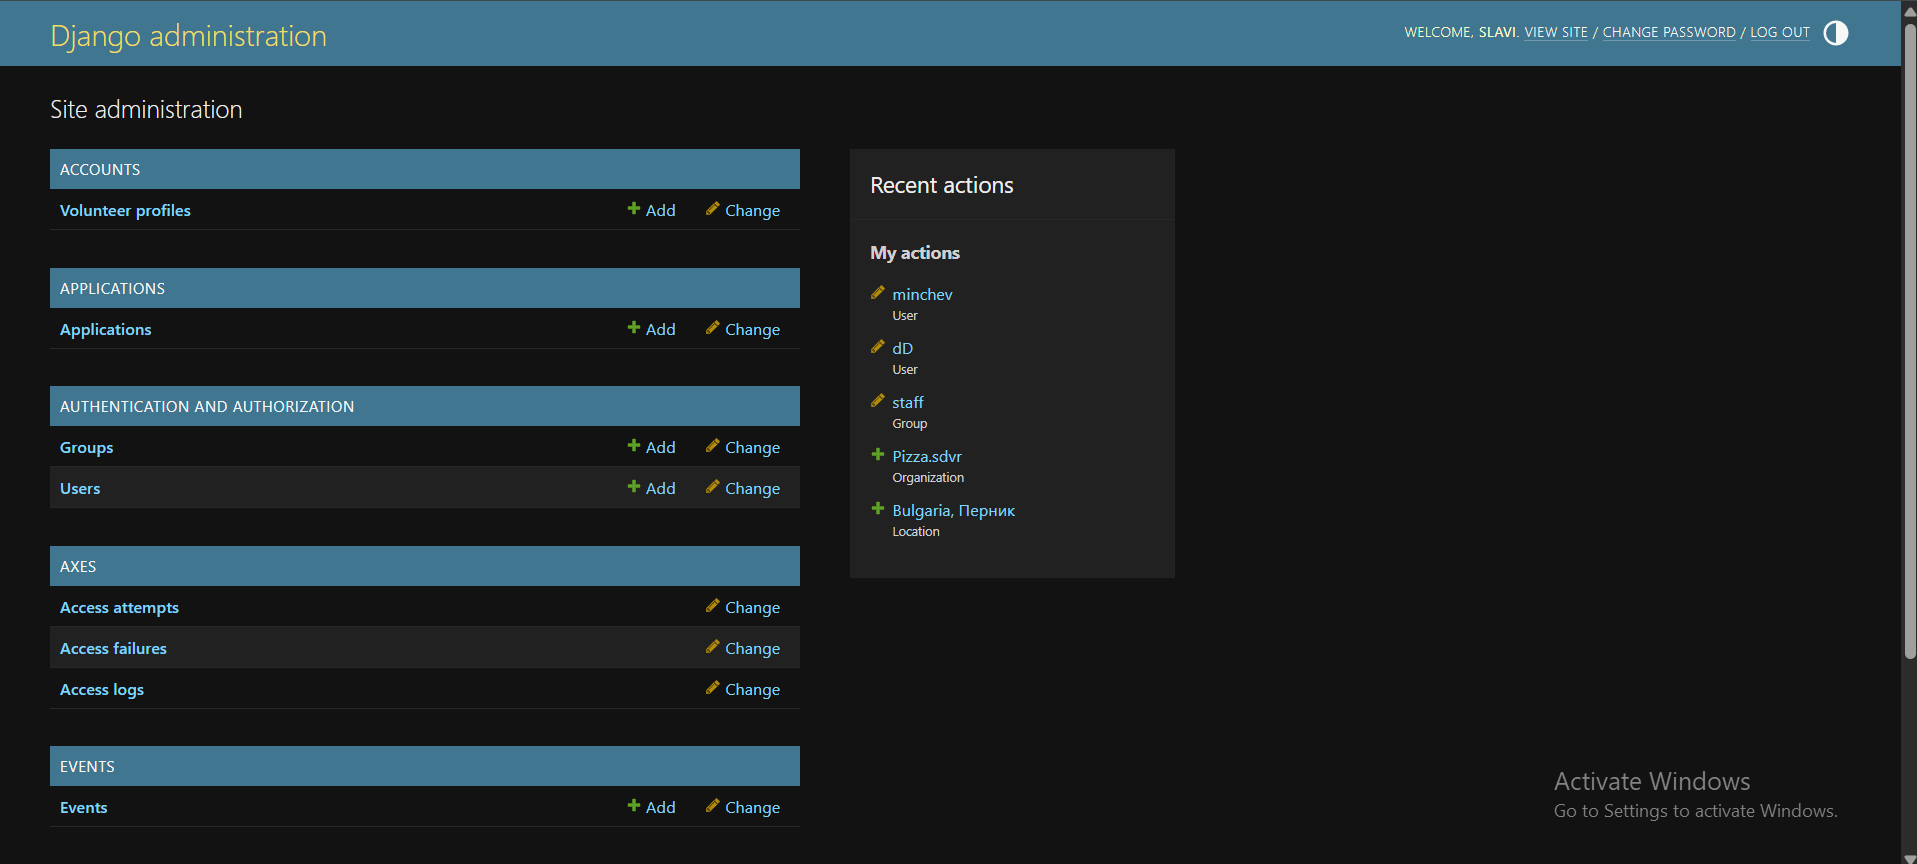 Django administration
WELCOME, SLAVI. VIEW SITE / CHANGE PASSWORD / LOG OUT
Site administration
ACCOUNTS
Volunteer profiles Add Change
APPLICATIONS
Applications Add Change
AUTHENTICATION AND AUTHORIZATION
Groups Add Change
Users Add Change
AXES
Access attempts Change
Access failures Change
Access logs Change
EVENTS
Events Add Change
Recent actions
My actions
minchev
User
dD
User
staff
Group
Pizza.sdvr
Organization
Bulgaria, Перник
Location
Activate Windows
Go to Settings to activate Windows.